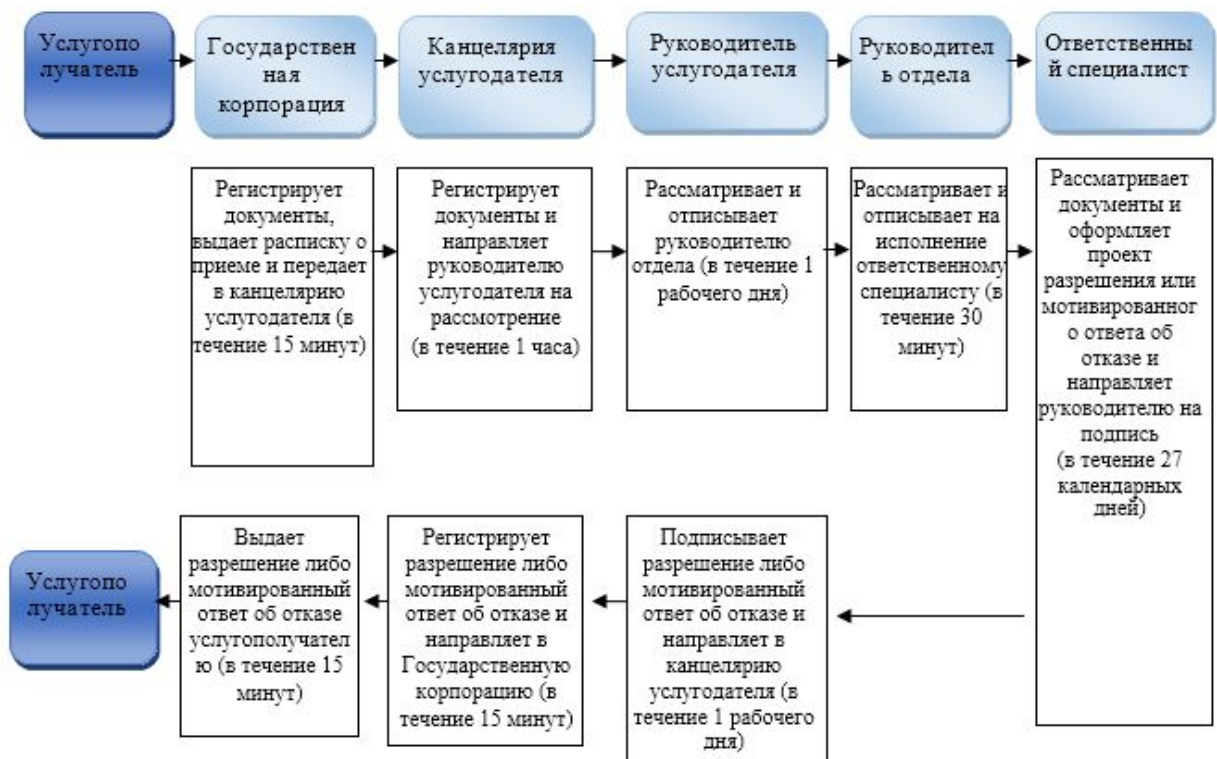 Услугопо
лучатель
Государствен
ная
корпорация
Канцелярия
услугодателя
Руководитель
услугодателя
Руководител
ь отдела
Ответственны
й специалист
Регистрирует
документы,
выдает расписку о
приеме и передает
в канцелярию
услугодателя (в
течение 15 минут)
Регистрирует
документы и
направляет
руководителю
услугодателя на
рассмотрение
(в течение 1 часа)
Рассматривает и
отписывает
руководителю
отдела (в течение 1
рабочего дня)
Рассматривает и
отписывает на
исполнение
ответственному
специалисту (в
течение 30
минут)
Рассматривает
документы и
оформляет
проект
разрешения или
мотивированног
о ответа об
отказе и
направляет
руководителю на
подпись
(в течение 27
календарных
дней)
Услугопо
лучатель
Выдает
разрешение либо
мотивированный
ответ об отказе
услугополучател
ю (в течение 15
минут)
Регистрирует
разрешение либо
мотивированный
ответ об отказе и
направляет в
Государственную
корпорацию (в
течение 15 минут)
Подписывает
разрешение либо
мотивированный
ответ об отказе и
направляет в
канцелярию
услугодателя (в
течение 1 рабочего
дня)